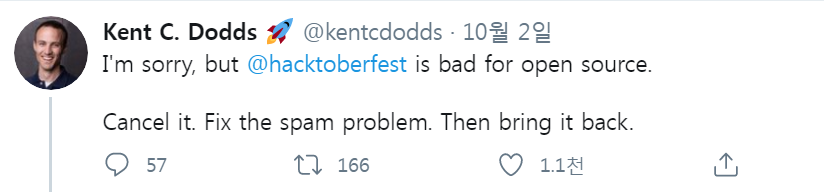 Kent C. Dodds 🚀 @kentcdodds · 10월 2일
I'm sorry, but @hacktoberfest is bad for open source.
Cancel it. Fix the spam problem. Then bring it back.
57 166 1.1천